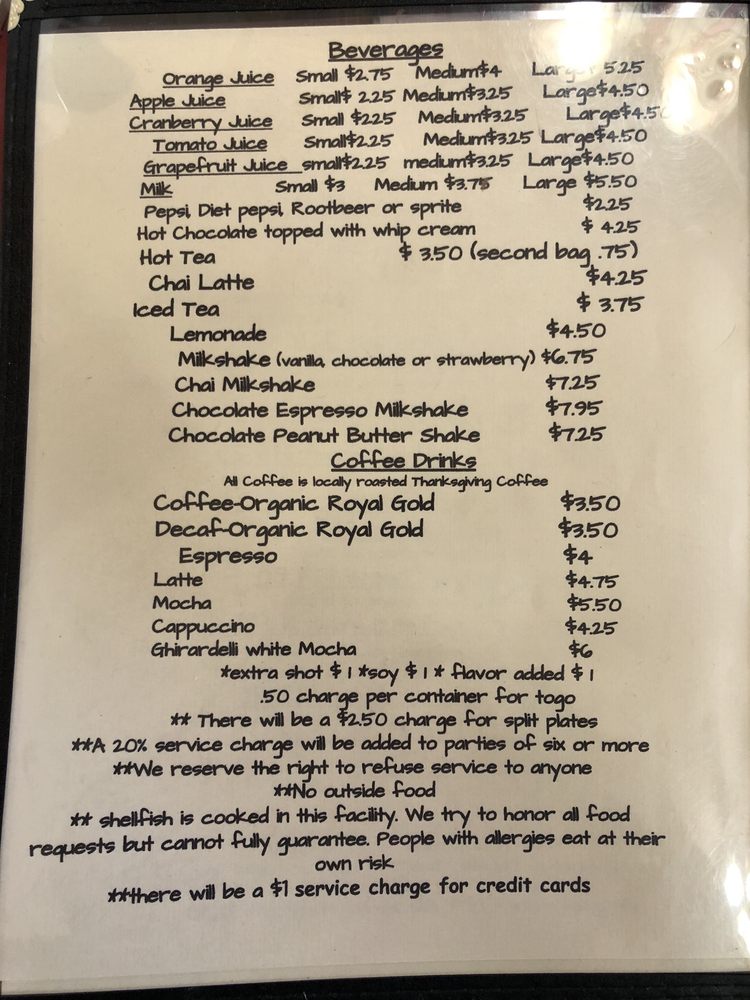 Beverages
Orange Juice Small $2.75 Medium$4 Large 5.25
Apple Juice Small$ 2.25 Medium$3.25 Large$4.50
Cranberry Juice Small $2.25 Medium$3.25 Large$4.50
Tomato Juice Small$2.25 Medium$3.25 Large$4.50
Grapefruit Juice small$2.25 medium$3.25 Large$4.50
Milk Small $3 Medium $3.75 Large $5.50
Pepsi, Diet pepsi, Rootbeer or sprite $2.25
Hot Chocolate topped with whip cream $ 4.25
Hot Tea $ 3.50 (second bag .75)
Chai Latte $4.25
Iced Tea $ 3.75
Lemonade $4.50
Milkshake (vanilla, chocolate or strawberry) $6.75
Chai Milkshake $7.25
Chocolate Espresso Milkshake $7.95
Chocolate Peanut Butter Shake $7.25
Coffee Drinks
All Coffee is locally roasted Thanksgiving Coffee
Coffee-Organic Royal Gold $3.50
Decaf-Organic Royal Gold $3.50
Espresso $4
Latte $4.75
Mocha $5.50
Cappuccino $4.25
Ghirardelli white Mocha $6
*extra shot $ 1 *soy $ 1 * flavor added $ 1
.50 charge per container for togo
** There will be a $2.50 charge for split plates
**A 20% service charge will be added to parties of six or more
**We reserve the right to refuse service to anyone
**No outside food
** shellfish is cooked in this facility. We try to honor all food
requests but cannot fully guarantee. People with allergies eat at their
own risk
**there will be a $1 service charge for credit cards